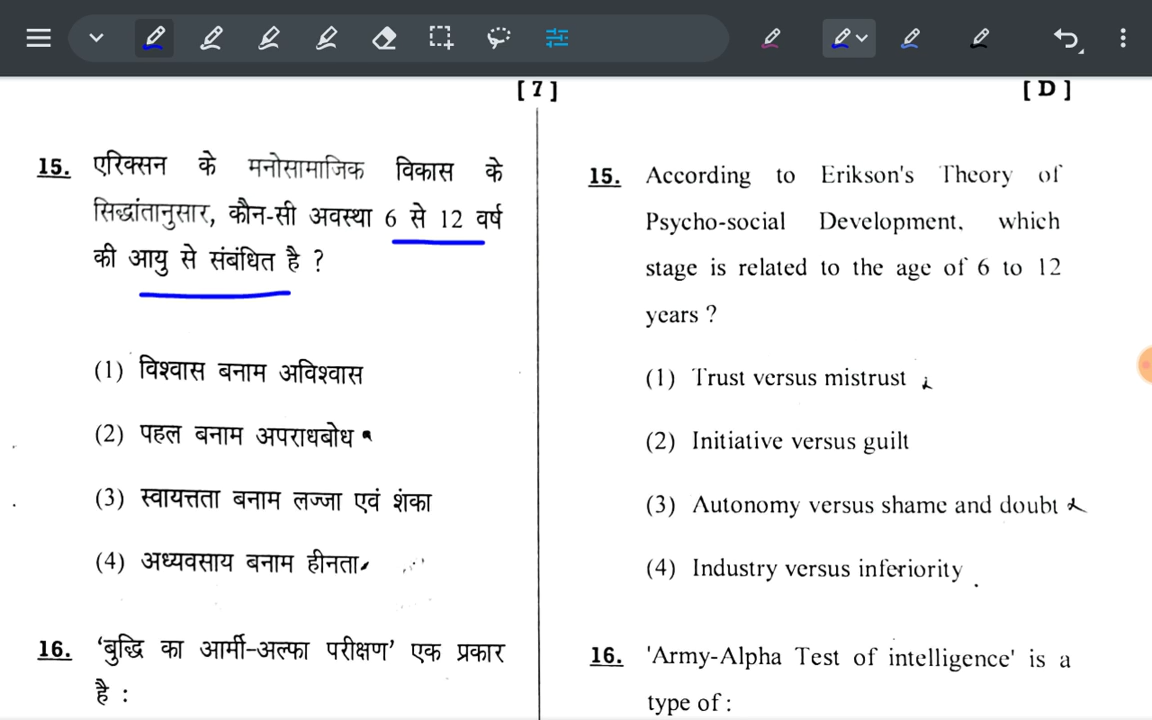 [ 7 ]
[ D ]
15. एरिक्सन के मनोसामाजिक विकास के
सिद्धांतानुसार, कौन-सी अवस्था 6 से 12 वर्ष
की आयु से संबंधित है ?
(1) विश्वास बनाम अविश्वास
(2) पहल बनाम अपराधबोध
(3) स्वायत्तता बनाम लज्जा एवं शंका
(4) अध्यवसाय बनाम हीनता
16. ‘बुद्धि का आर्मी-अल्फा परीक्षण’ एक प्रकार
है :
15. According to Erikson's Theory of
Psycho-social Development, which
stage is related to the age of 6 to 12
years ?
(1) Trust versus mistrust
(2) Initiative versus guilt
(3) Autonomy versus shame and doubt
(4) Industry versus inferiority
16. 'Army-Alpha Test of intelligence' is a
type of :